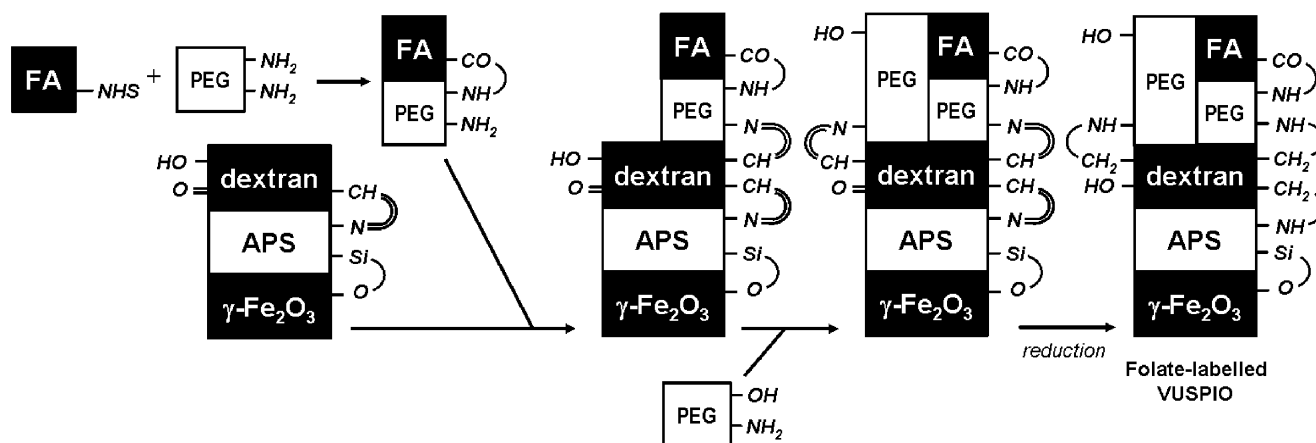 FA
NHS
+
PEG
NH2
NH2
FA
CO
NH
PEG
NH2
HO
O
dextran
CH
N
APS
Si
O
γ-Fe2O3
FA
CO
NH
PEG
N
HO
CH
O
dextran
CH
N
APS
Si
O
γ-Fe2O3
PEG
OH
NH2
HO
FA
CO
NH
PEG
PEG
N
N
CH
CH
O
dextran
CH
N
APS
Si
O
γ-Fe2O3
reduction
HO
FA
CO
NH
PEG
PEG
NH
NH
CH2
CH2
HO
dextran
CH2
NH
APS
Si
O
γ-Fe2O3
Folate-labelled
VUSPIO